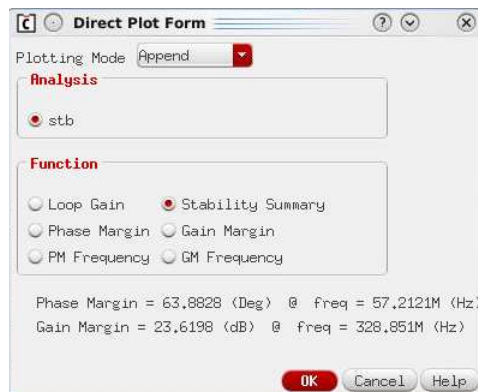 Direct Plot Form
Plotting Mode Append
Analysis
stb
Function
Loop Gain Stability Summary
Phase Margin Gain Margin
PM Frequency GM Frequency
Phase Margin = 63.8828 (Deg) @ freq = 57.2121M (Hz)
Gain Margin = 23.6198 (dB) @ freq = 328.851M (Hz)
OK Cancel Help